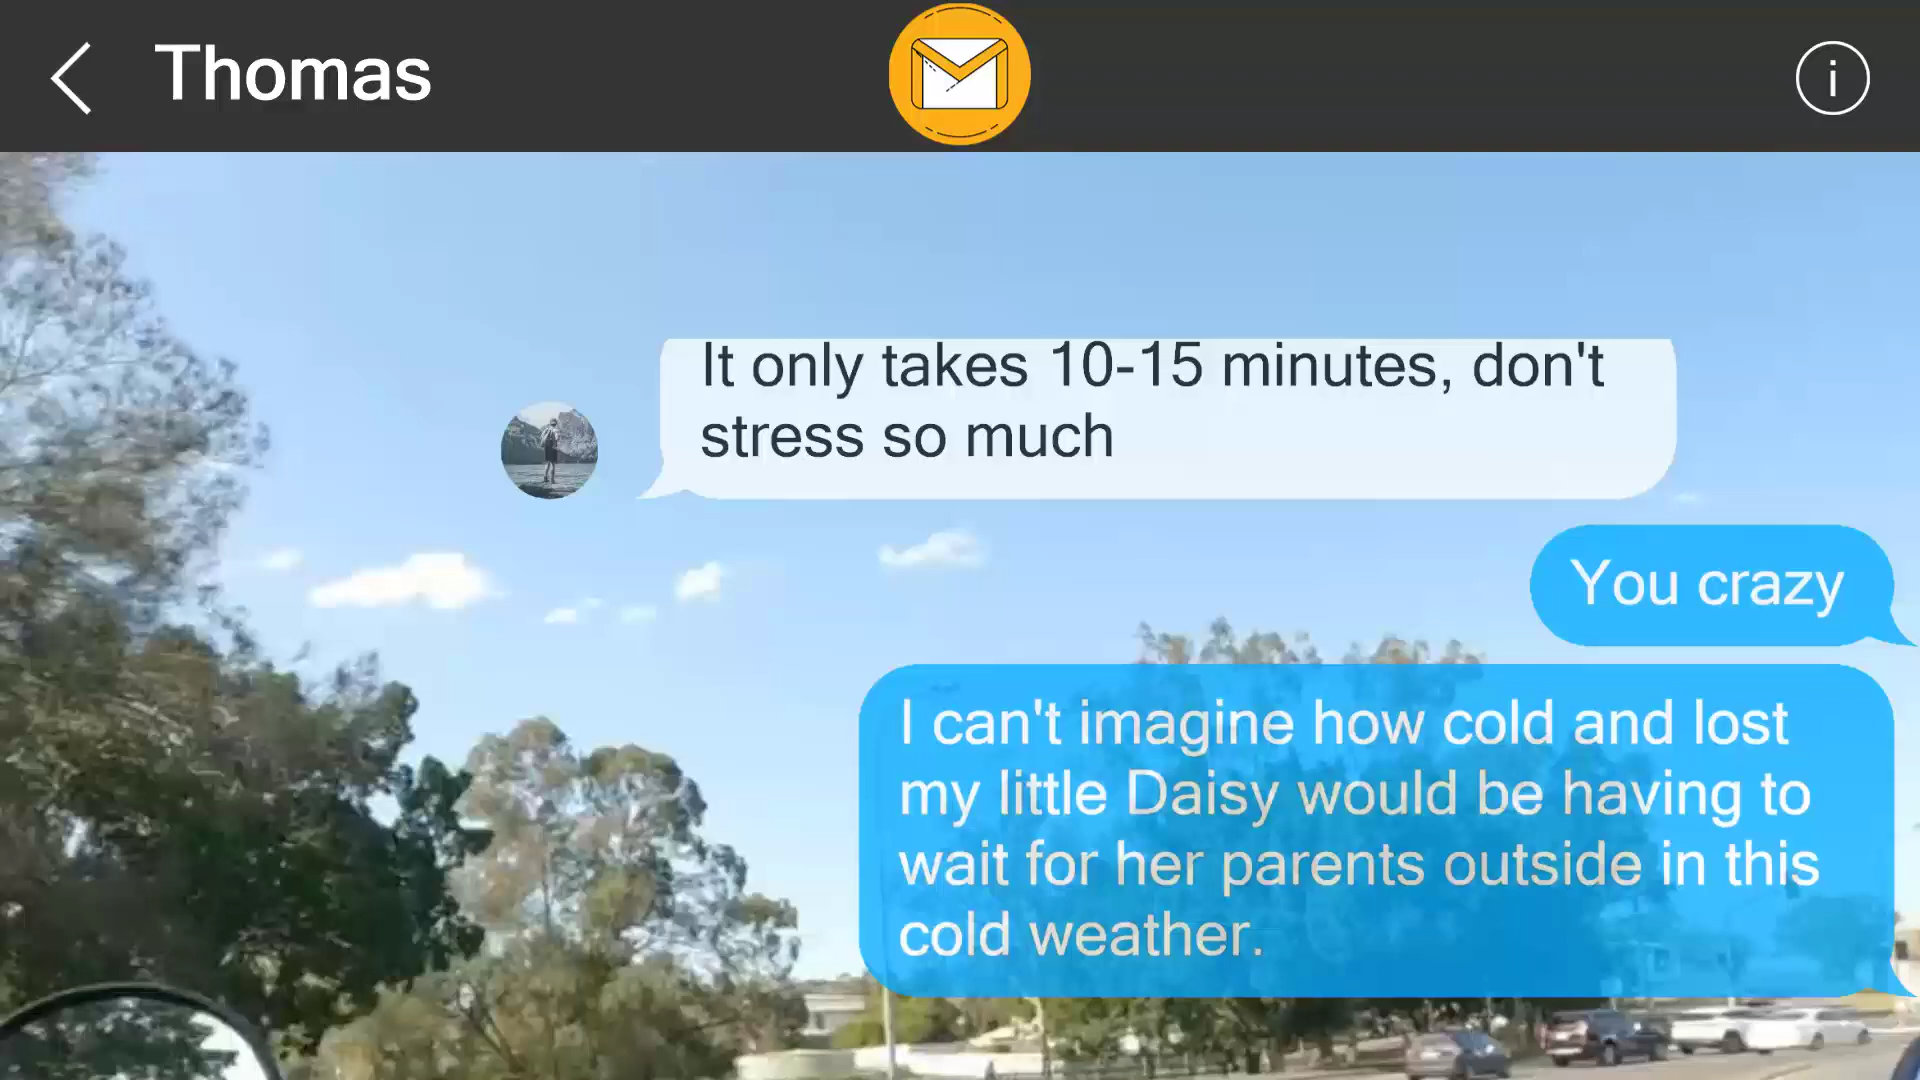 Thomas
It only takes 10-15 minutes, don't
stress so much
You crazy
I can't imagine how cold and lost
my little Daisy would be having to
wait for her parents outside in this
cold weather.